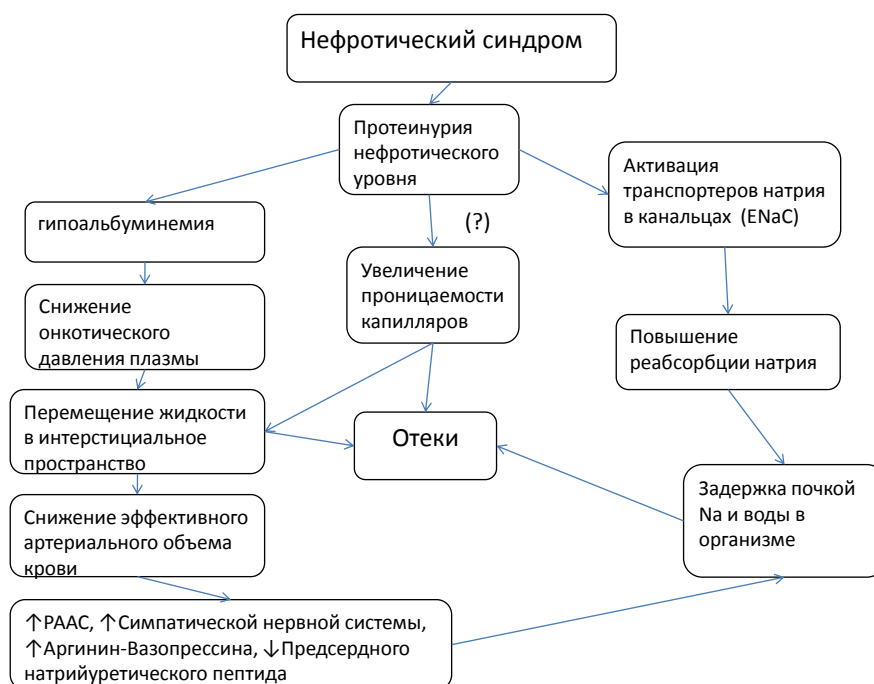 Нефротический синдром
Протеинурия
нефротического
уровня
Активация
транспортеров натрия
в канальцах (ENaC)
гипоальбуминемия
(?)
Увеличение
проницаемости
капилляров
Снижение
онкотического
давления плазмы
Повышение
реабсорбции натрия
Перемещение жидкости
в интерстициальное
пространство
Отеки
Задержка почкой
Na и воды в
организме
Снижение эффективного
артериального объема
крови
↑РААС, ↑Симпатической нервной системы,
↑Аргинин-Вазопрессина, ↓Предсердного
натрийуретического пептида